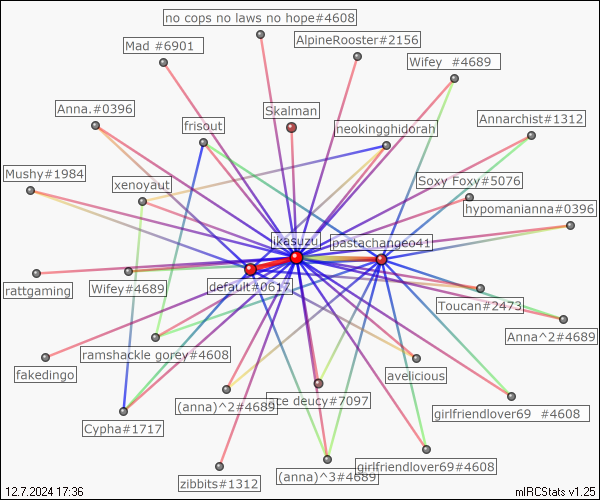 no cops no laws no hope#4608
Mad #6901
AlpineRooster#2156
Wifey #4689
Anna.#0396
Skalman
Annarchist#1312
frisout
neokingghidorah
Mushy#1984
xenoyaut
Soxy Foxy#5076
hypomanianna#0396
ikasuzu
pastachange041
rattgaming
Wifey#4689
default#0617
Toucan#2473
Anna^2#4689
ramshackle gorey#4608
fakedingo
avelicious
(anna)^2#4689
ce deucy#7097
girlfriendlover69 #4608
Cypha#1717
zibbits#1312
(anna)^3#4689
girlfriendlover69#4608
12.7.2024 17:36
mIRCStats v1.25